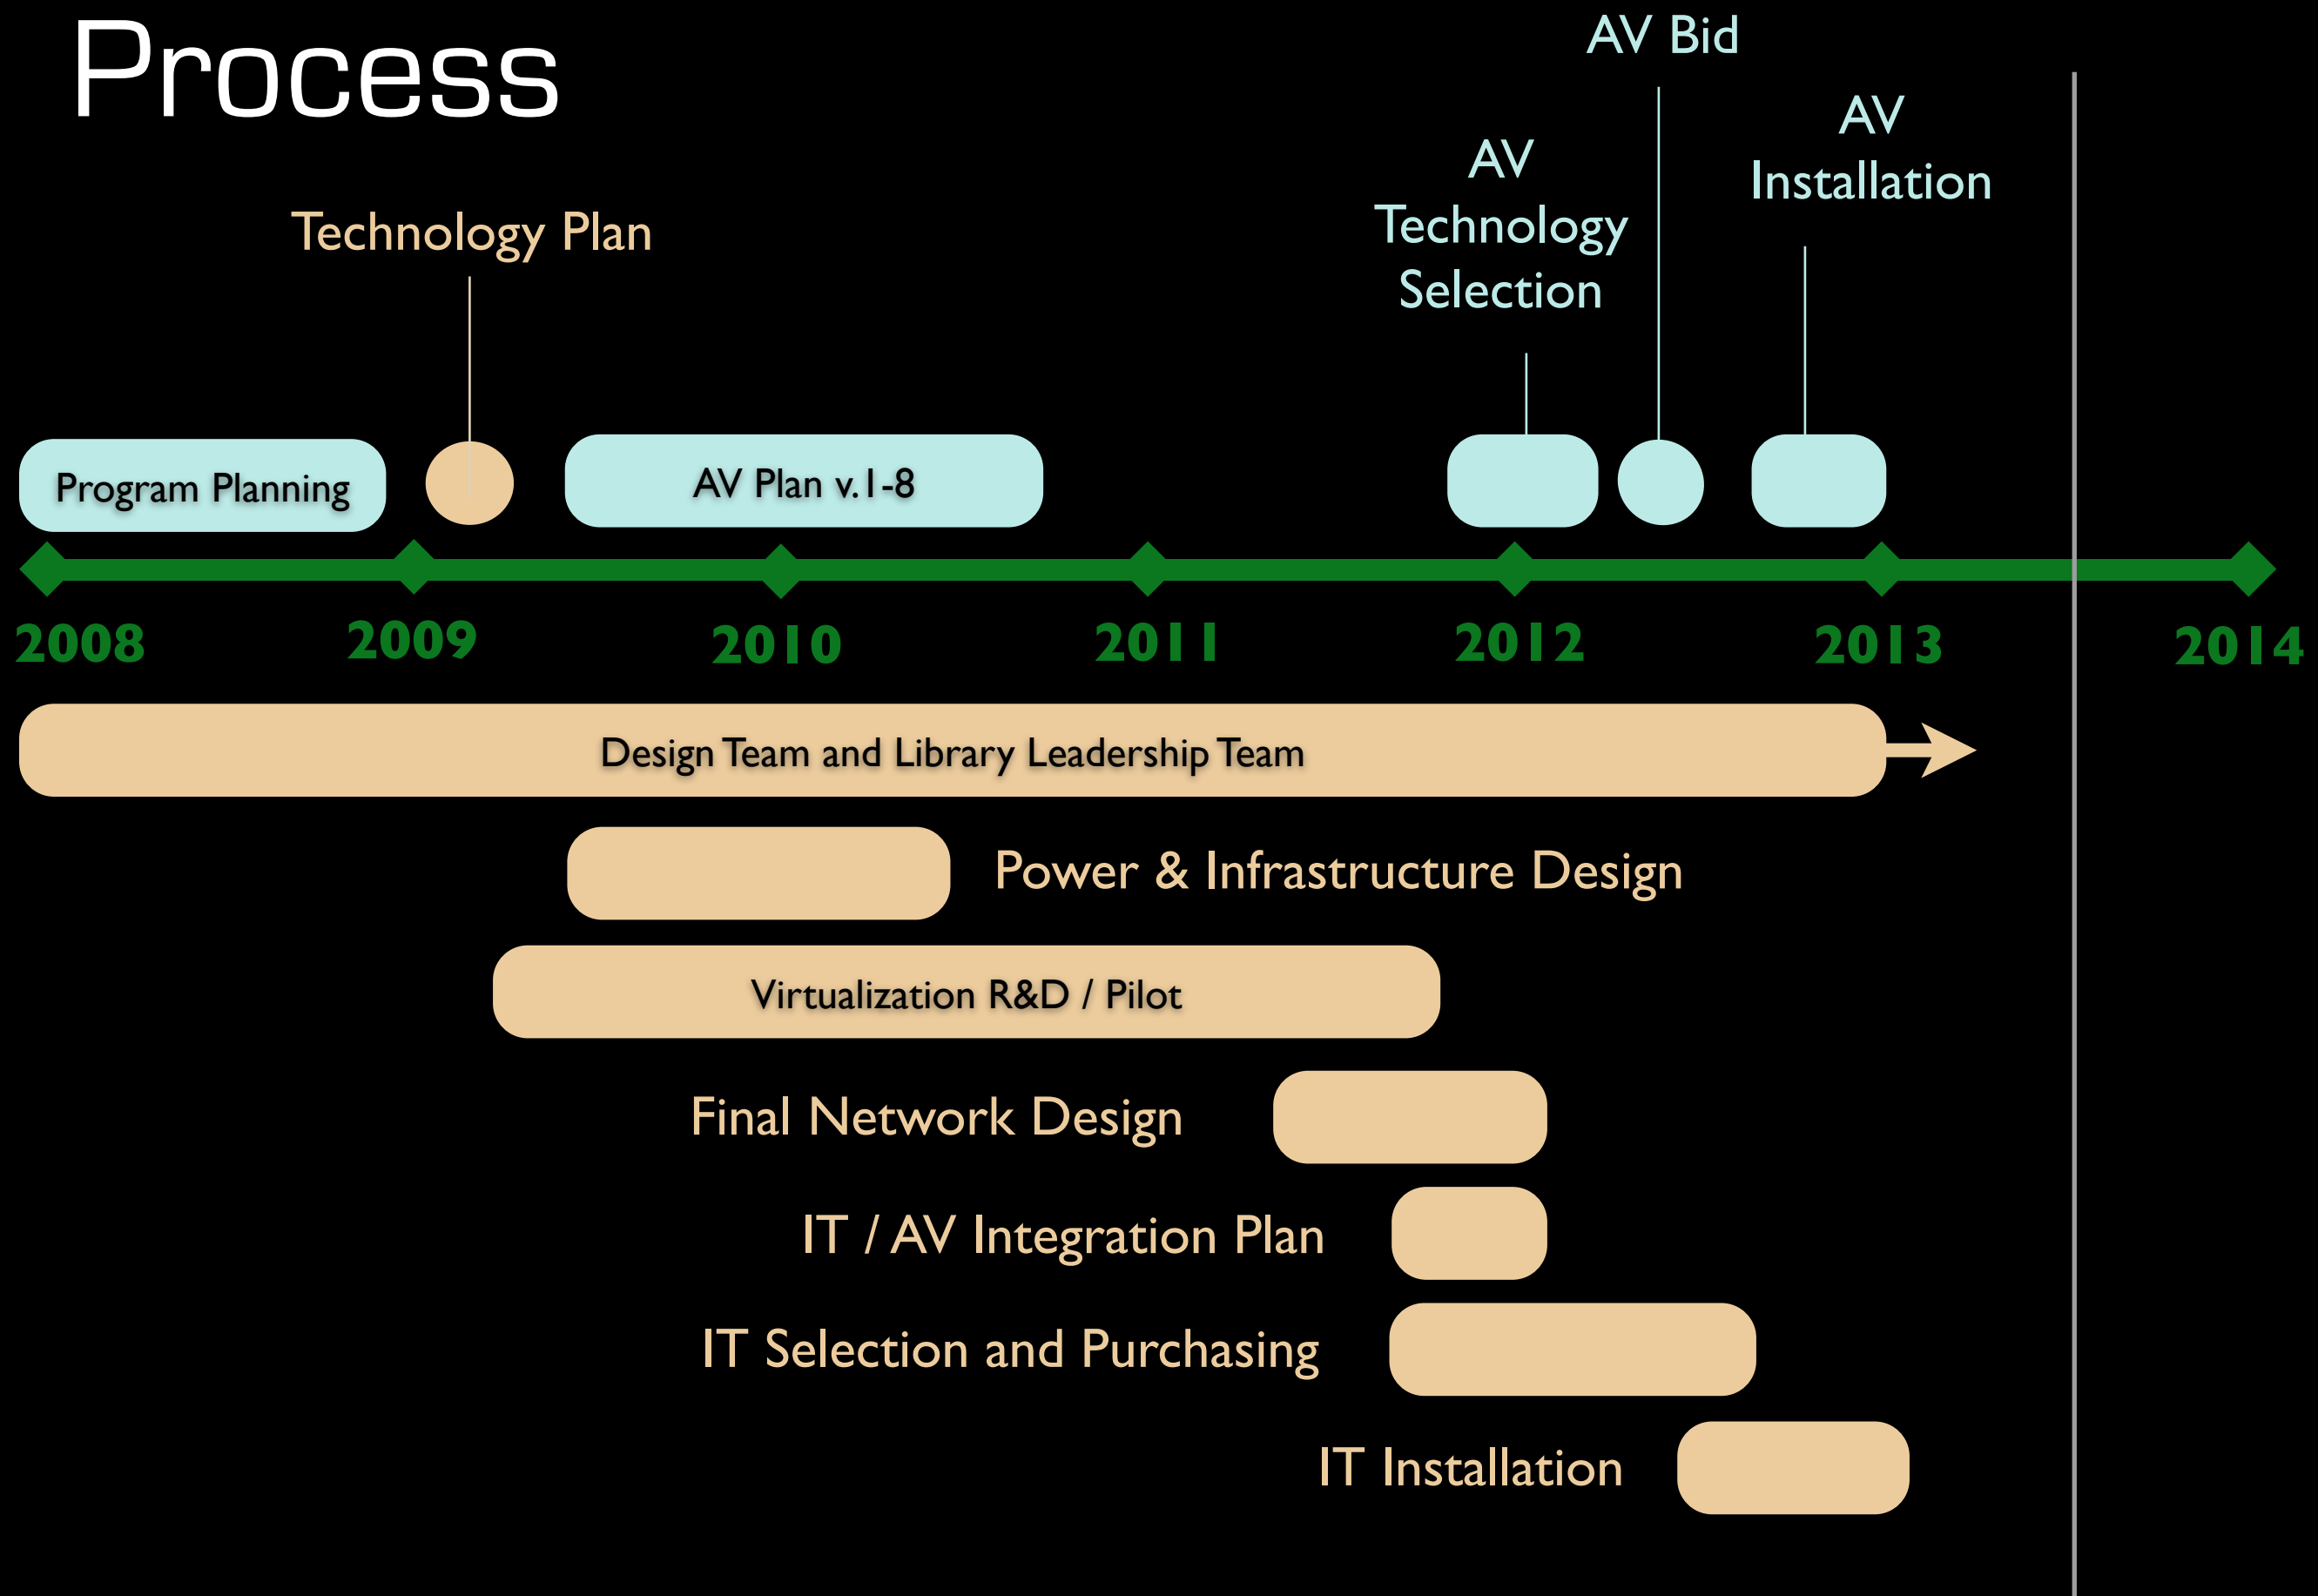 Process
AV Bid
AV
Installation
AV
Technology
Selection
Technology Plan
Program Planning
AV Plan v.1-8
2008
2009
2010
2011
2012
2013
2014
Design Team and Library Leadership Team
Power & Infrastructure Design
Virtualization R&D / Pilot
Final Network Design
IT / AV Integration Plan
IT Selection and Purchasing
IT Installation